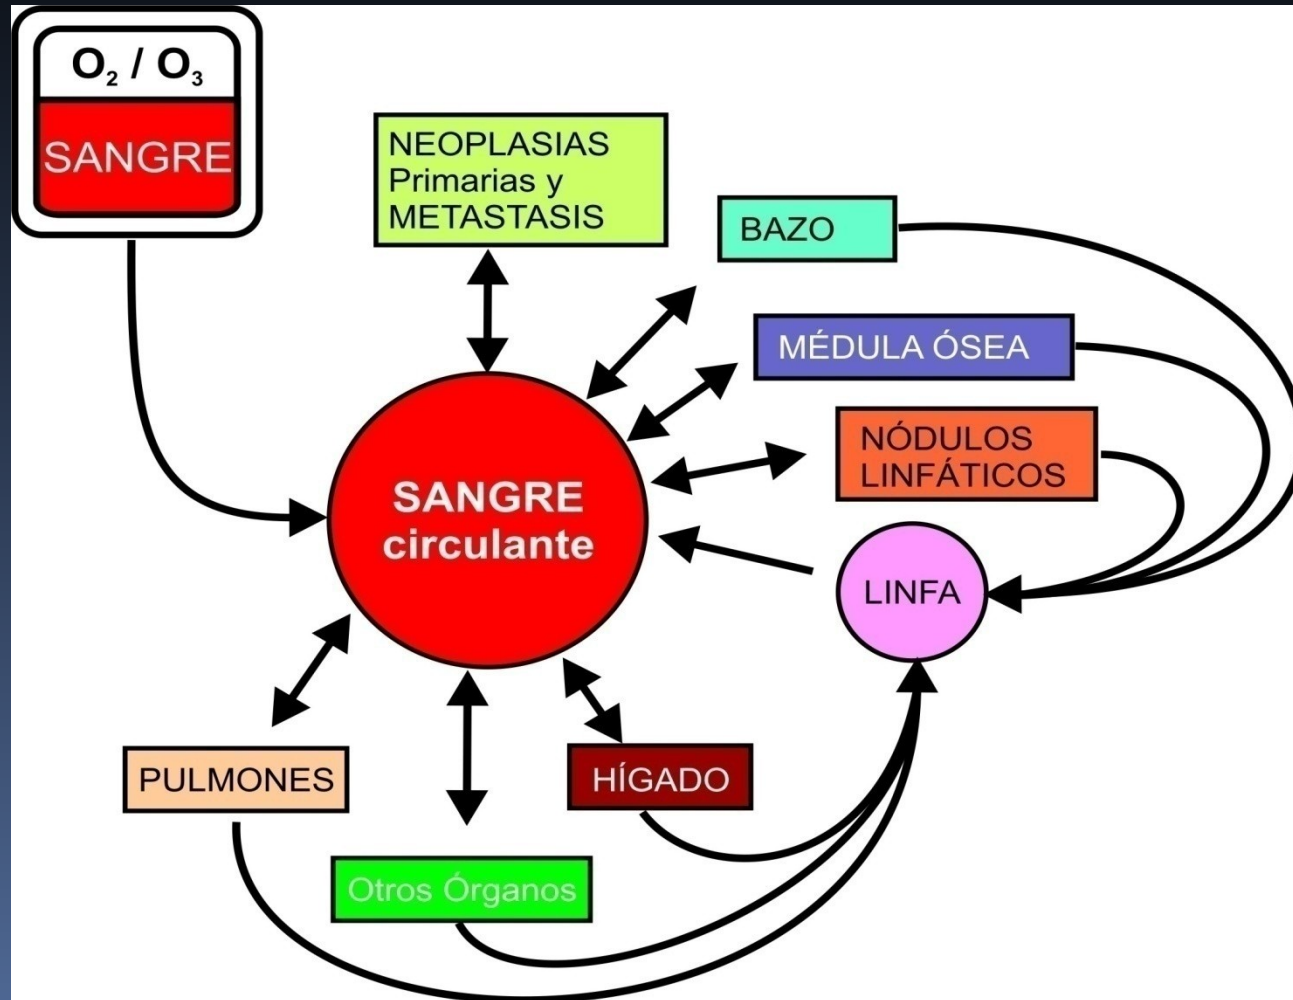 O₂ / O₃
SANGRE
NEOPLASIAS
Primarias y
METASTASIS
BAZO
MÉDULA ÓSEA
NÓDULOS
LINFÁTICOS
SANGRE
circulante
LINFA
PULMONES
HÍGADO
Otros Órganos